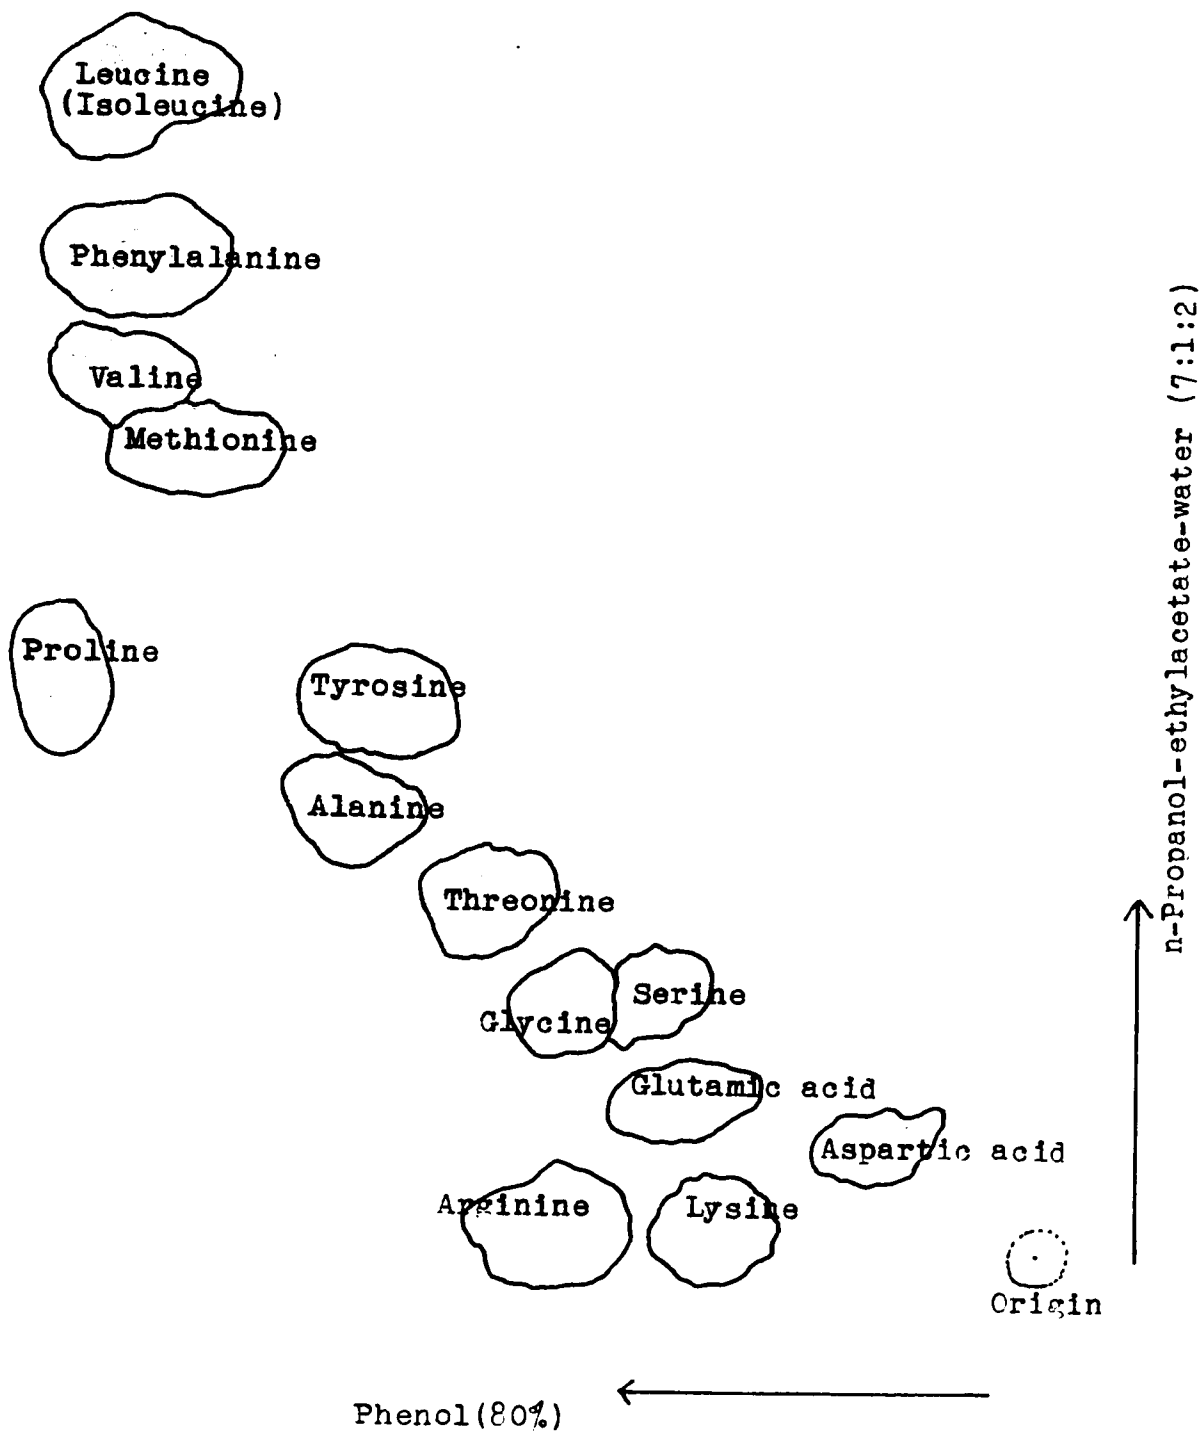 Leucine
(Isoleucine)
Phenylalanine
Valine
Methionine
Proline
Tyrosine
Alanine
Threonine
Serine
Glycine
Glutamic acid
Aspartic acid
Arginine
Lysine
Origin
Phenol(80%)
n-Propanol-ethylacetate-water (7:1:2)